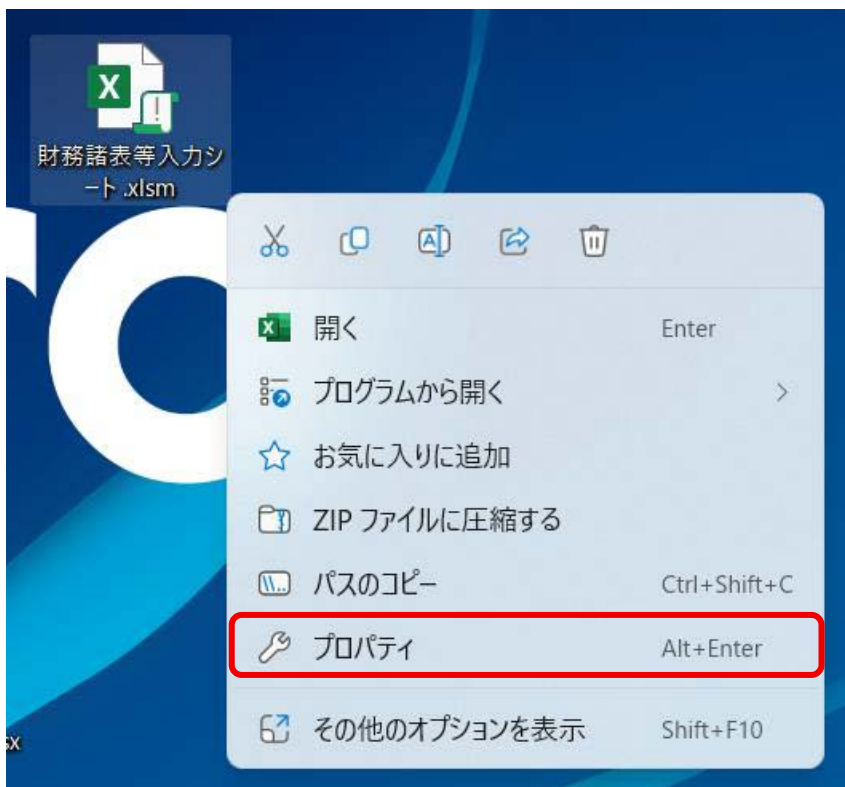 財務諸表等入力シ
ート.xlsm
開く Enter
プログラムから開く
お気に入りに追加
ZIP ファイルに圧縮する
パスのコピー Ctrl+Shift+C
プロパティ Alt+Enter
その他のオプションを表示 Shift+F10